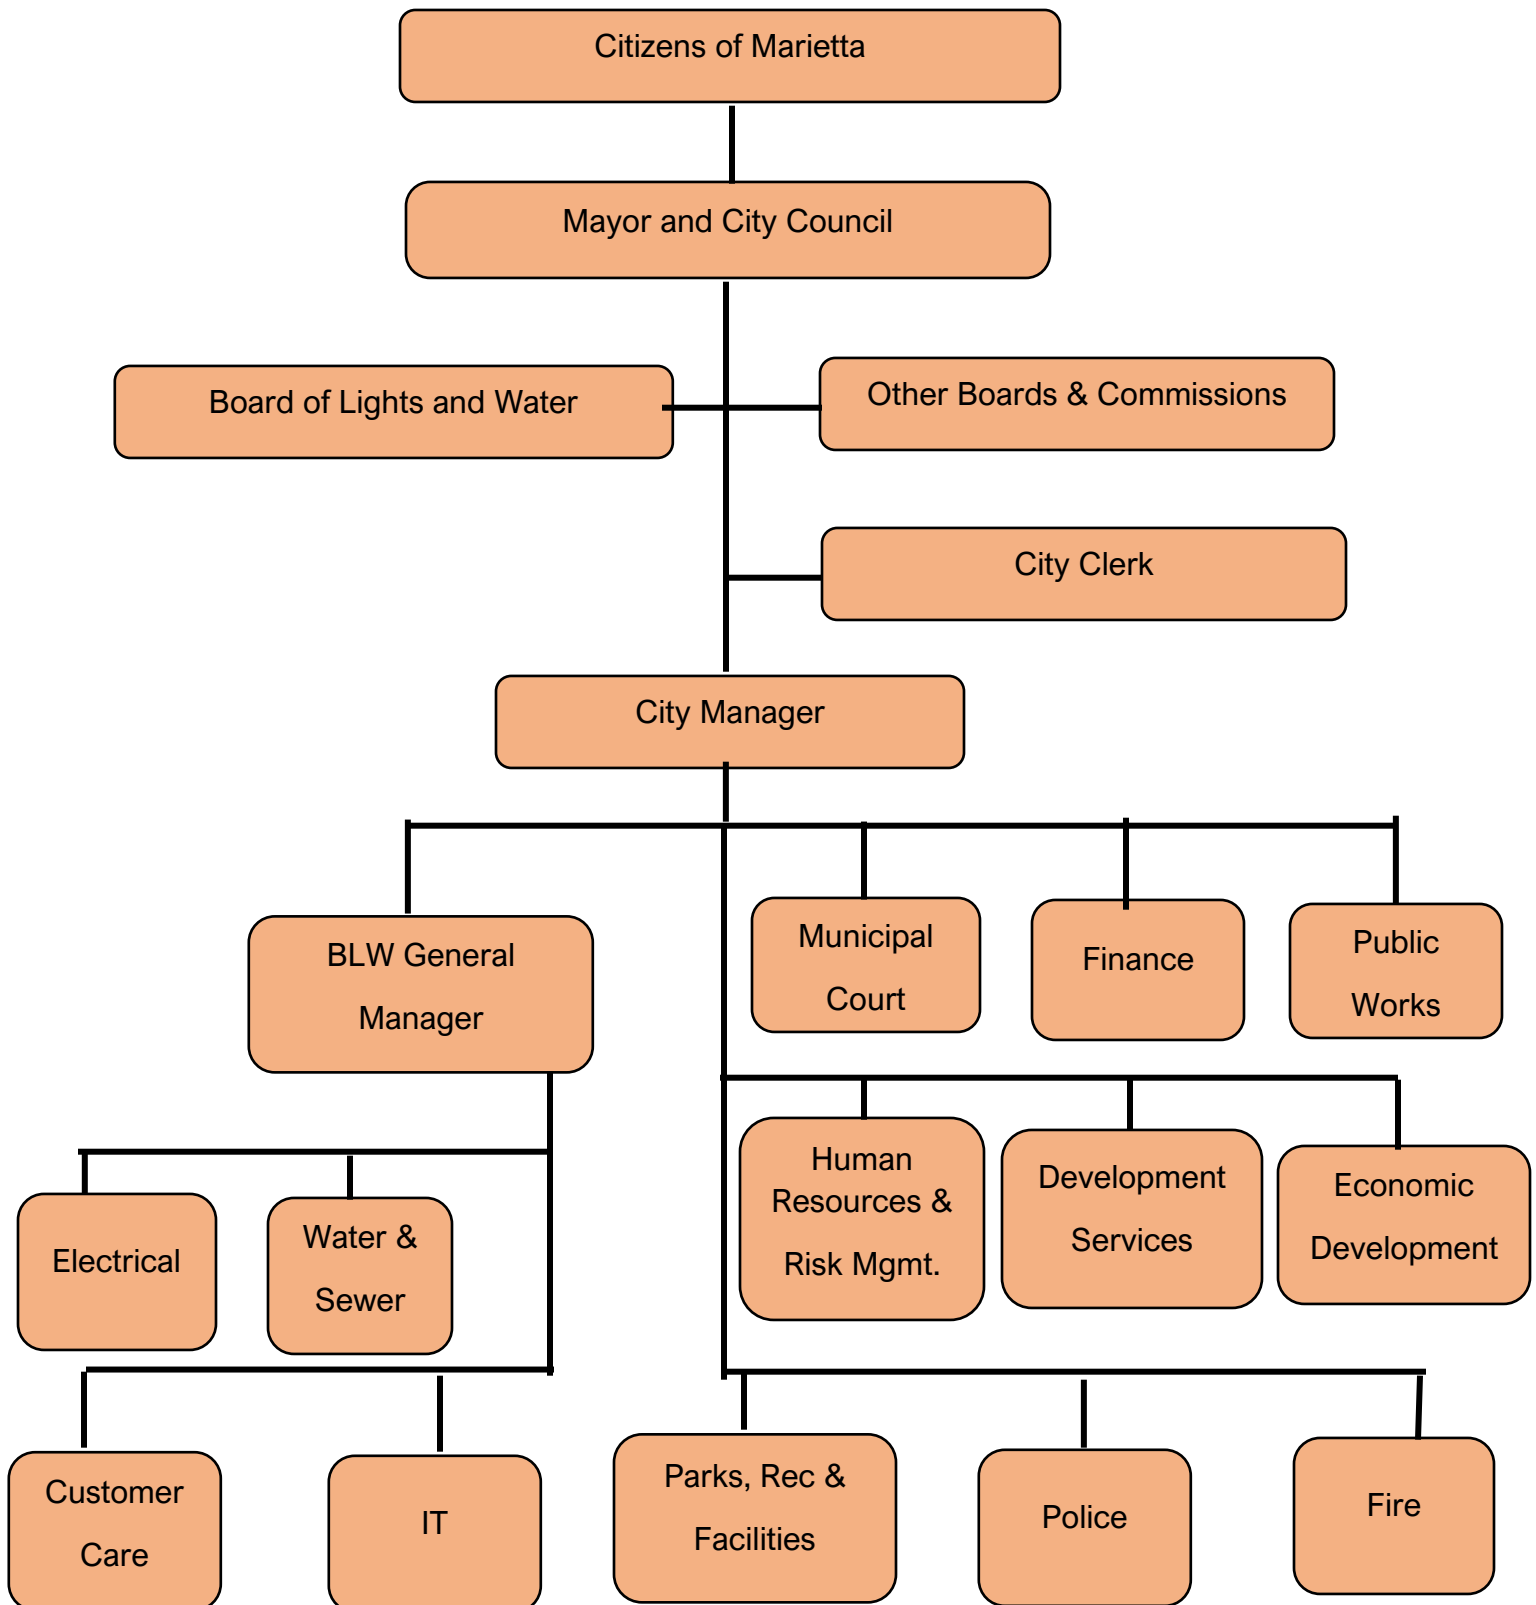 Citizens of Marietta
Mayor and City Council
Board of Lights and Water
Other Boards & Commissions
City Clerk
City Manager
BLW General
Manager
Municipal
Court
Finance
Public
Works
Human
Resources &
Risk Mgmt.
Development
Services
Economic
Development
Electrical
Water &
Sewer
Customer
Care
IT
Parks, Rec &
Facilities
Police
Fire